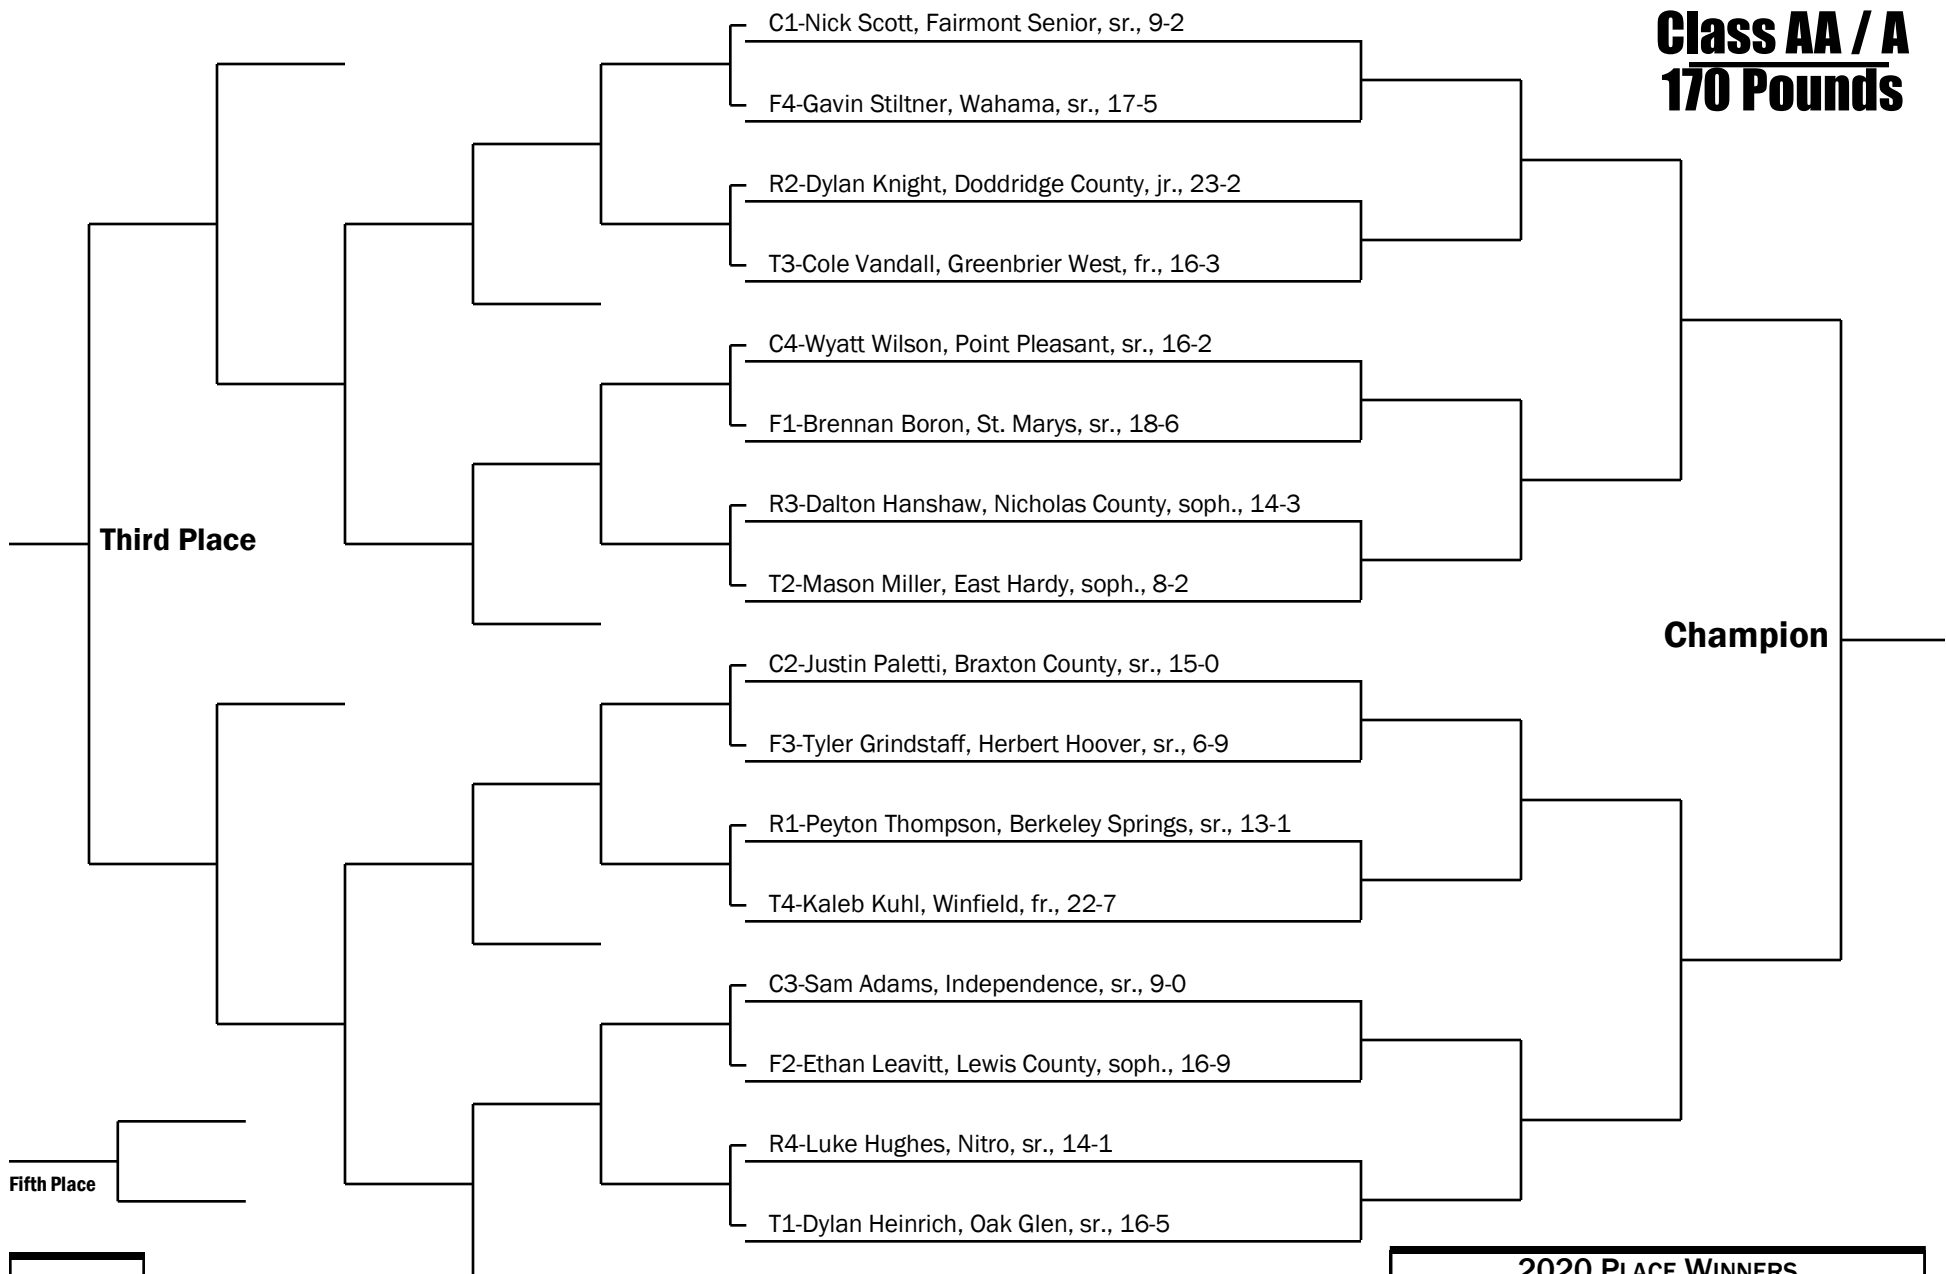 Class AA / A
170 Pounds
C1-Nick Scott, Fairmont Senior, sr., 9-2
F4-Gavin Stiltner, Wahama, sr., 17-5
R2-Dylan Knight, Doddridge County, jr., 23-2
T3-Cole Vandall, Greenbrier West, fr., 16-3
C4-Wyatt Wilson, Point Pleasant, sr., 16-2
F1-Brennan Boron, St. Marys, sr., 18-6
R3-Dalton Hanshaw, Nicholas County, soph., 14-3
Third Place
T2-Mason Miller, East Hardy, soph., 8-2
Champion
C2-Justin Paletti, Braxton County, sr., 15-0
F3-Tyler Grindstaff, Herbert Hoover, sr., 6-9
R1-Peyton Thompson, Berkeley Springs, sr., 13-1
T4-Kaleb Kuhl, Winfield, fr., 22-7
C3-Sam Adams, Independence, sr., 9-0
F2-Ethan Leavitt, Lewis County, soph., 16-9
R4-Luke Hughes, Nitro, sr., 14-1
Fifth Place
T1-Dylan Heinrich, Oak Glen, sr., 16-5
2020 PLACE WINNERS